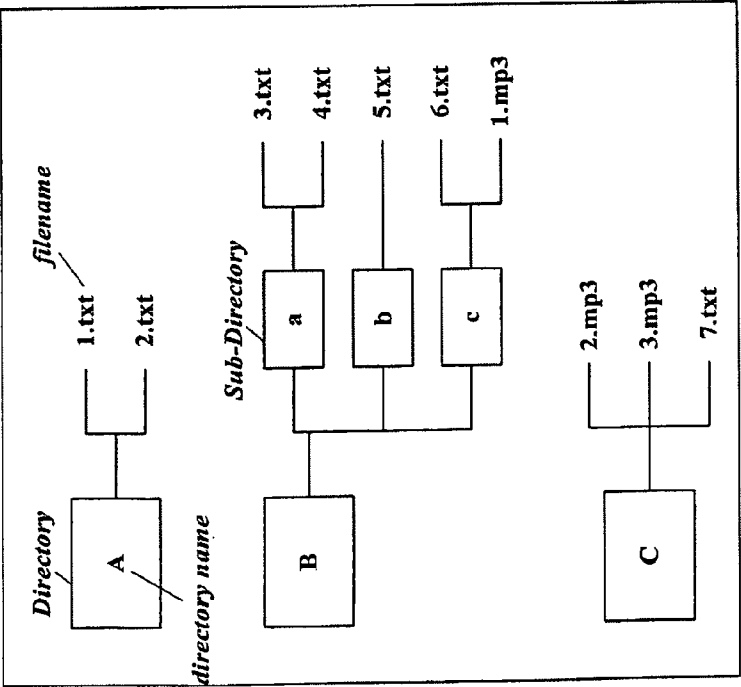 Directory
A
directory name
1.txt
2.txt
filename
B
Sub-Directory
a
3.txt
4.txt
b
5.txt
c
6.txt
1.mp3
C
2.mp3
3.mp3
7.txt